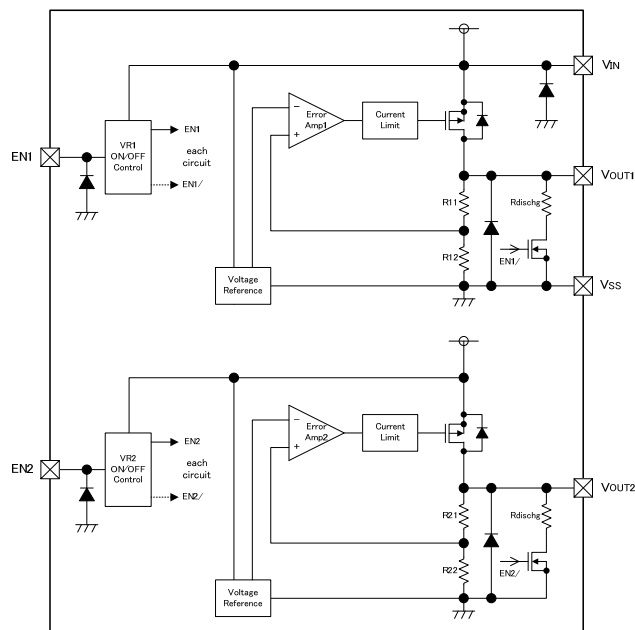 VIN
VR1
ON/OFF
Control
EN1
each
circuit
EN1/
EN1
−
+
Error
Amp1
Current
Limit
VOUT1
R11
R12
Rdischg
EN1/
Voltage
Reference
VSS
VR2
ON/OFF
Control
EN2
each
circuit
EN2/
EN2
−
+
Error
Amp2
Current
Limit
VOUT2
R21
R22
Rdischg
EN2/
Voltage
Reference